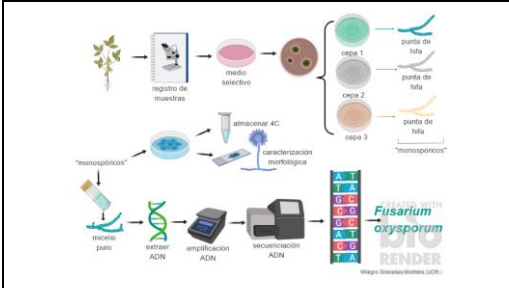 registro de
muestras
medio
selectivo
cepa 1
punta de
hifa
cepa 2
punta de
hifa
cepa 3
punta de
hifa
"monospóricos"
"monospóricos"
almacenar 4C
caracterización
morfológica
micelio
puro
extraer
ADN
amplificación
ADN
secuenciación
ADN
A T
T A
G C
C G
G C
A T
C G
T A
CREATED WITH
bio
RENDER
Fusarium
oxysporum